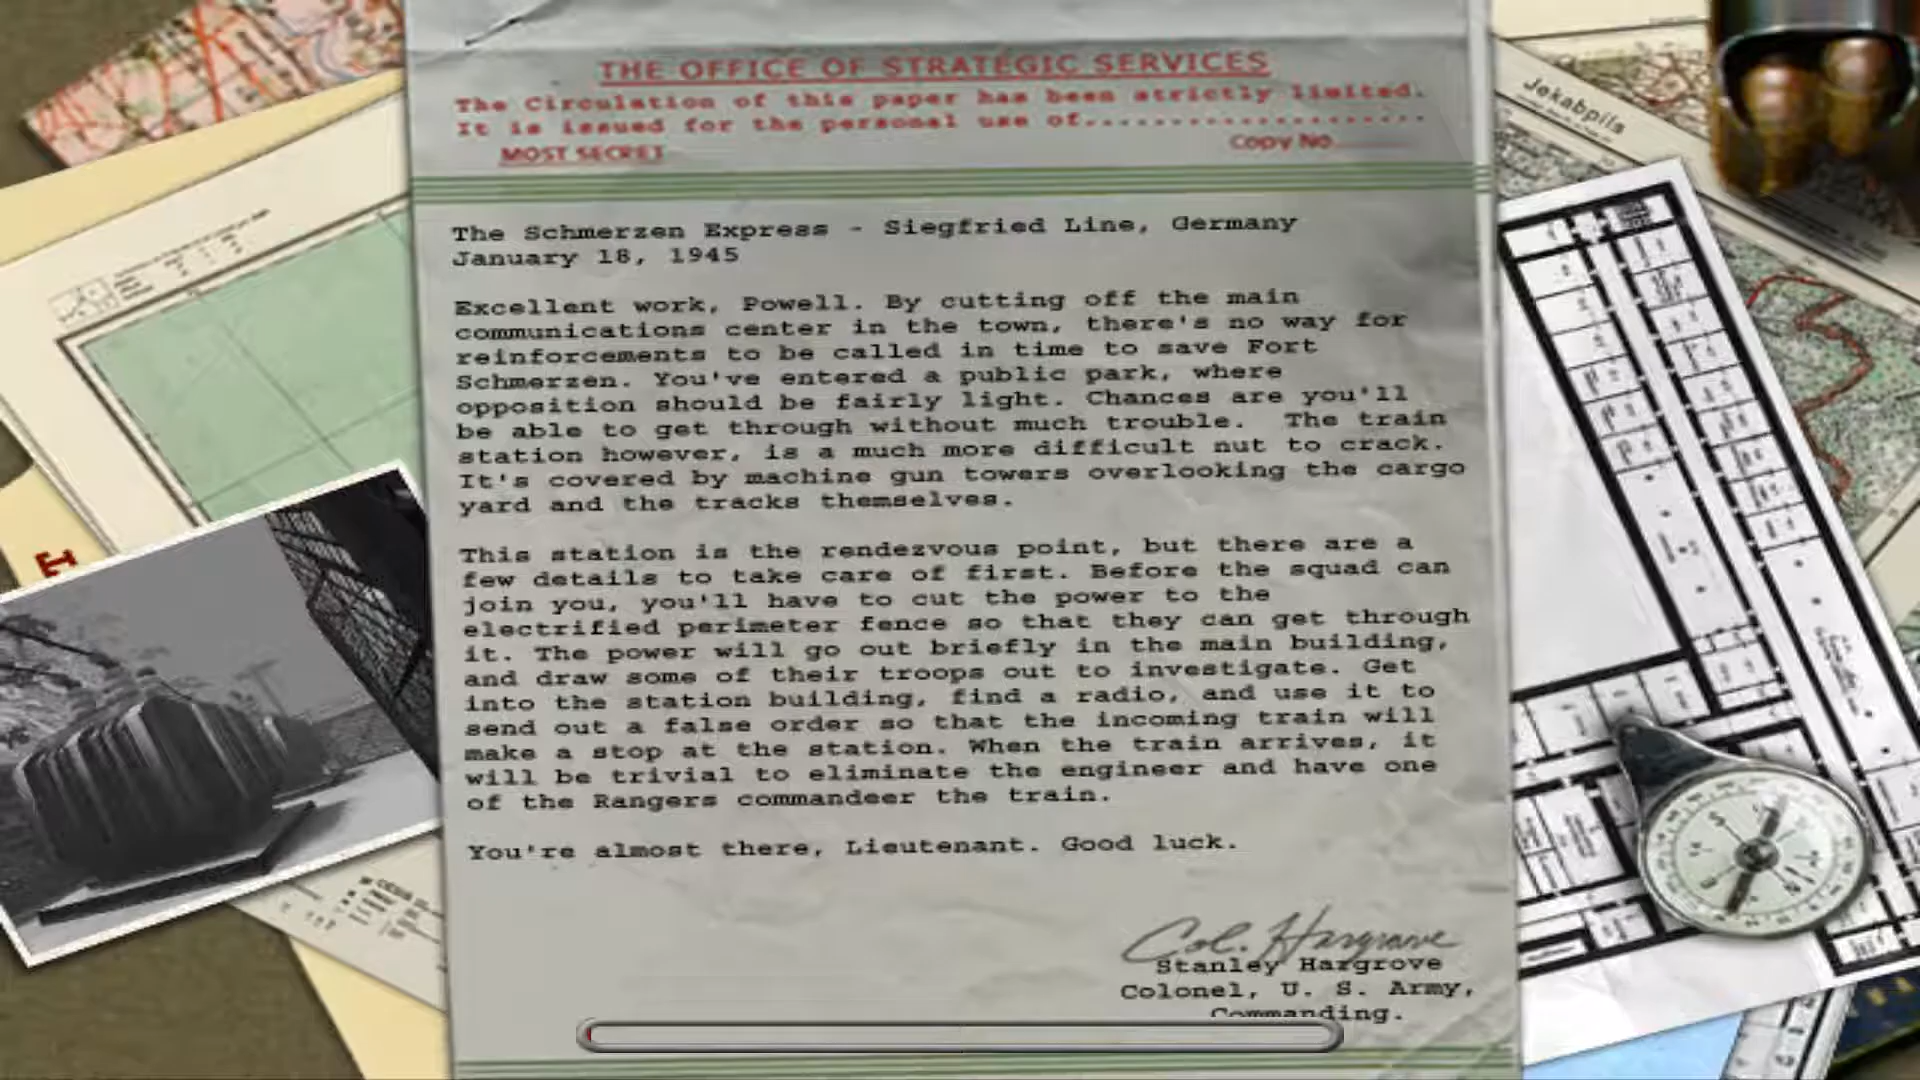 THE OFFICE OF STRATEGIC SERVICES
The Circulation of this paper has been strictly limited.
It is issued for the personal use of.....................
MOST SECRET
Copy No.
The Schmerzen Express - Siegfried Line, Germany
January 18, 1945
Excellent work, Powell. By cutting off the main
communications center in the town, there's no way for
reinforcements to be called in time to save Fort
Schmerzen. You've entered a public park, where
opposition should be fairly light. Chances are you'll
be able to get through without much trouble. The train
station however, is a much more difficult nut to crack.
It's covered by machine gun towers overlooking the cargo
yard and the tracks themselves.
This station is the rendezvous point, but there are a
few details to take care of first. Before the squad can
join you, you'll have to cut the power to the
electrified perimeter fence so that they can get through
it. The power will go out briefly in the main building,
and draw some of their troops out to investigate. Get
into the station building, find a radio, and use it to
send out a false order so that the incoming train will
make a stop at the station. When the train arrives, it
will be trivial to eliminate the engineer and have one
of the Rangers commandeer the train.
You're almost there, Lieutenant. Good luck.
Col. Hargrove
Stanley Hargrove
Colonel, U. S. Army,
Commanding.
Jekabpils